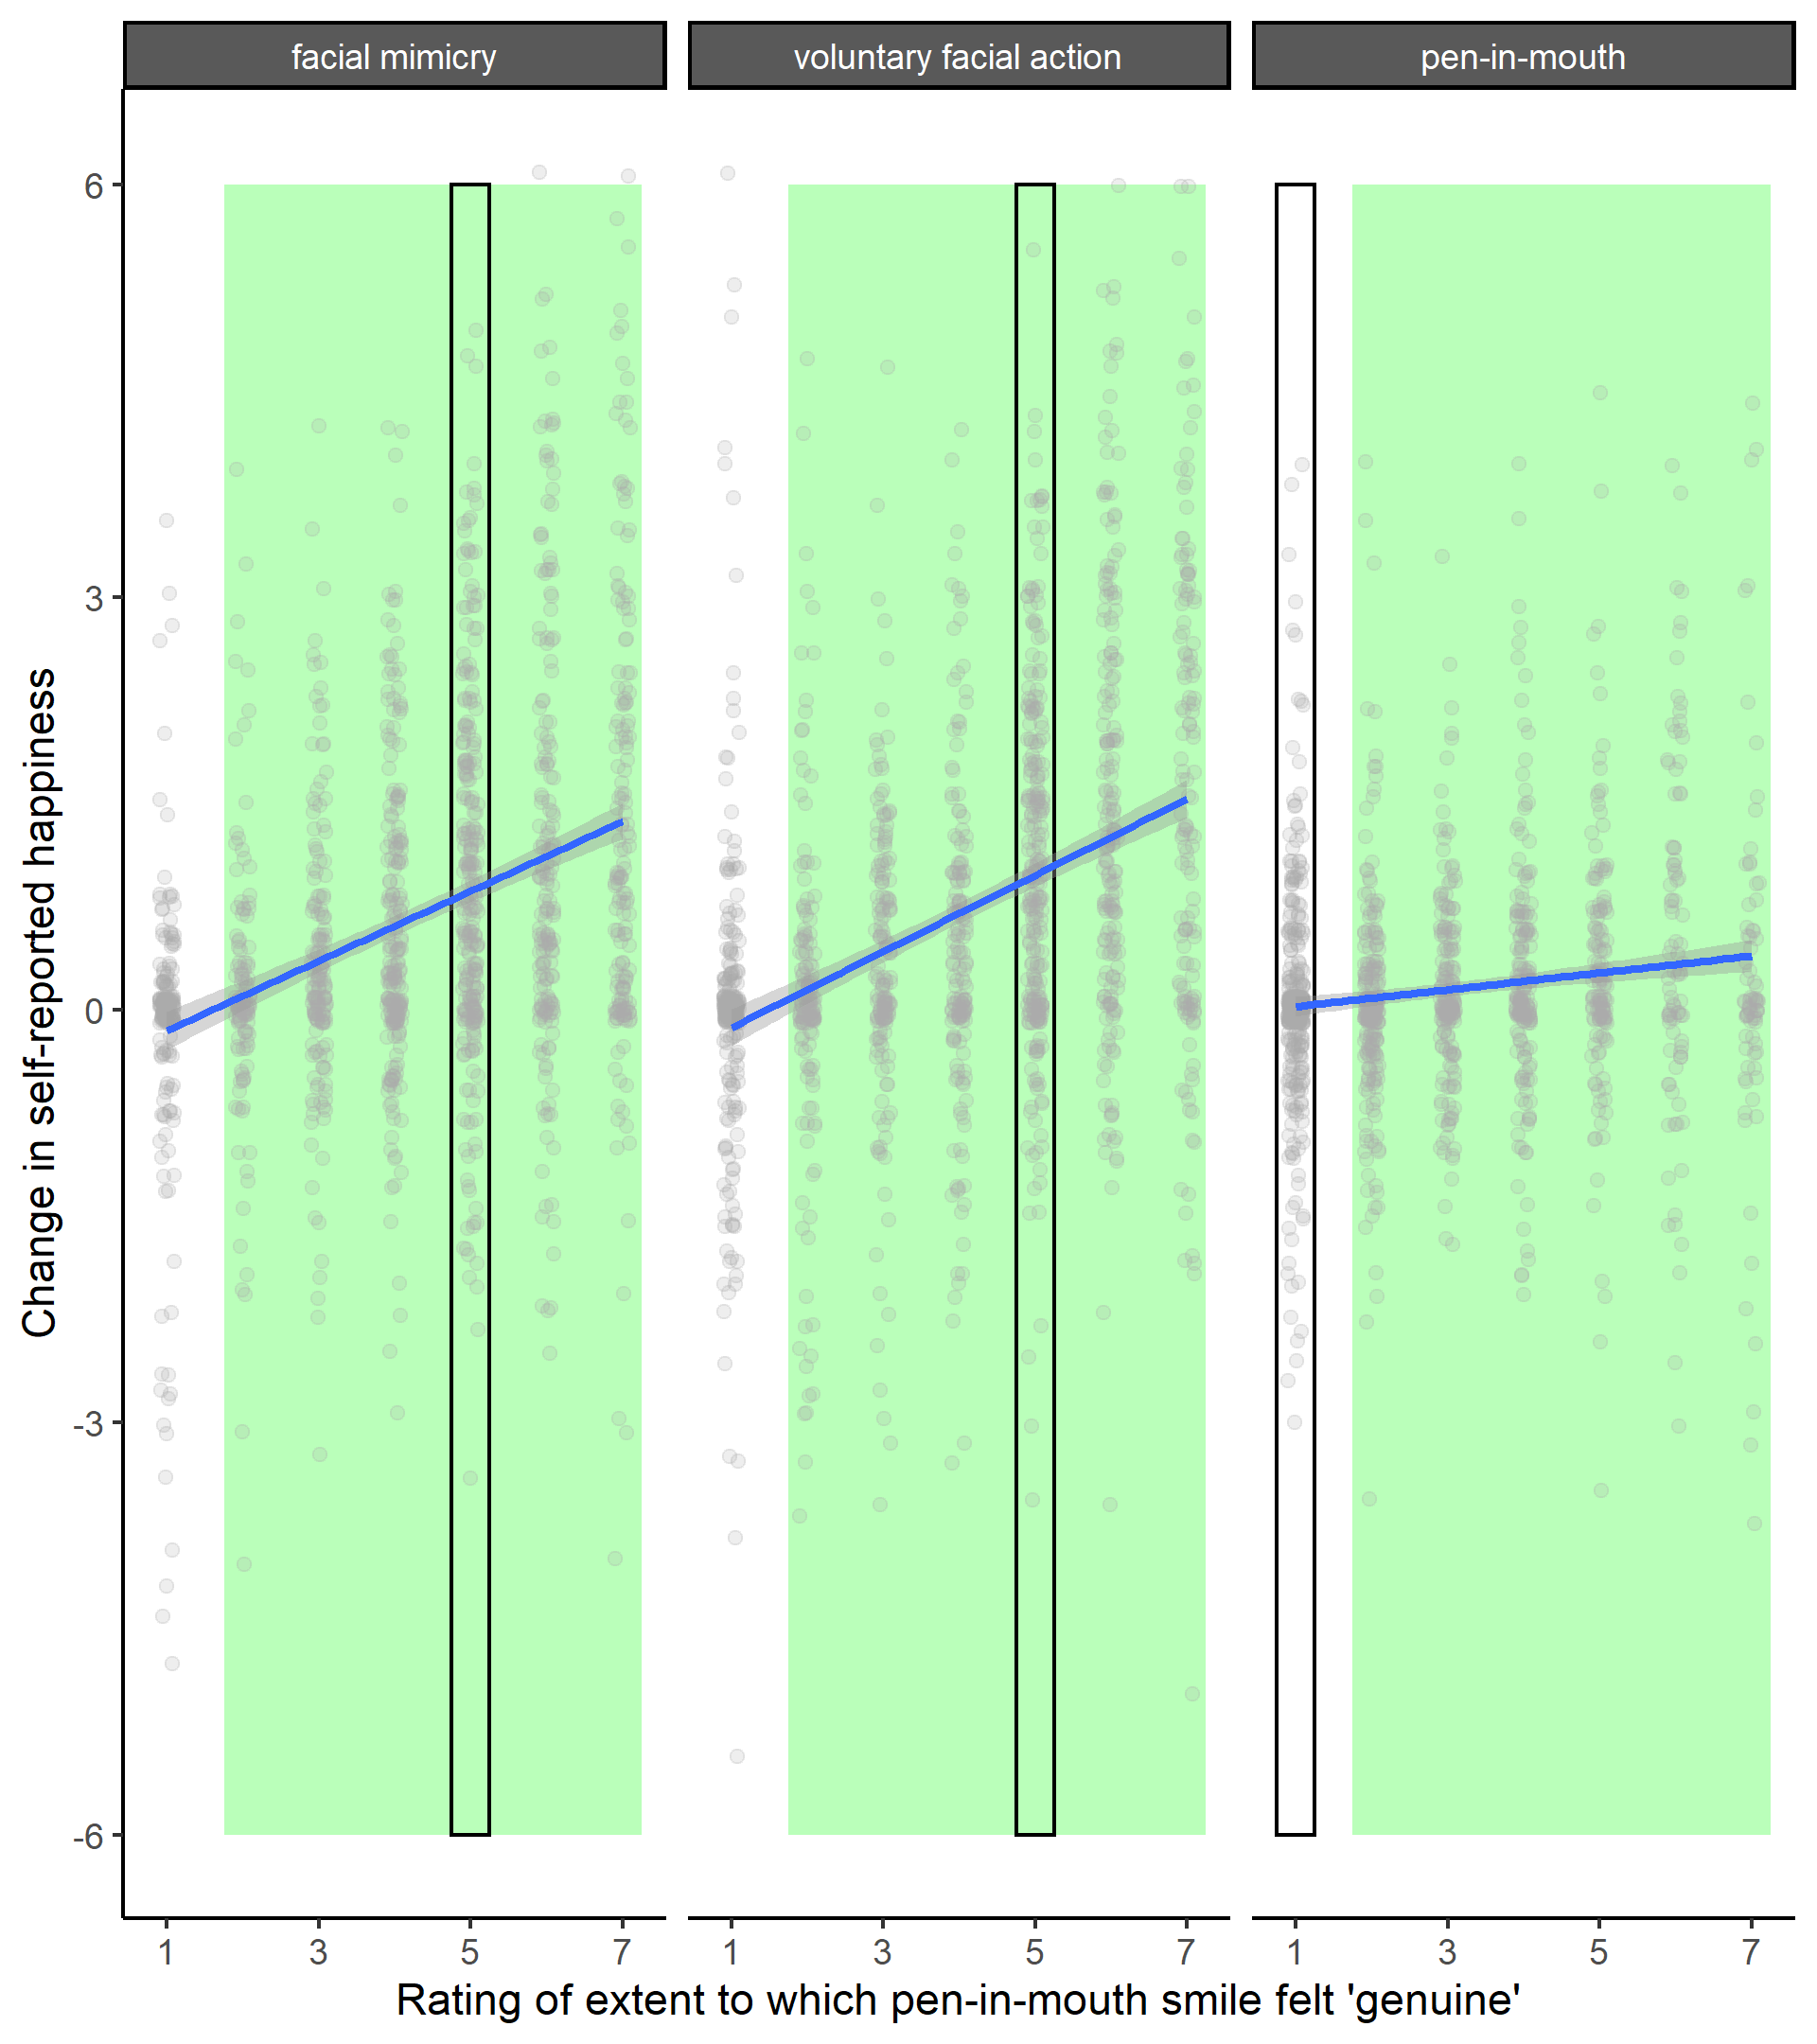 facial mimicry
voluntary facial action
pen-in-mouth
6
3
0
-3
-6
Change in self-reported happiness
1 3 5 7
1 3 5 7
1 3 5 7
Rating of extent to which pen-in-mouth smile felt 'genuine'